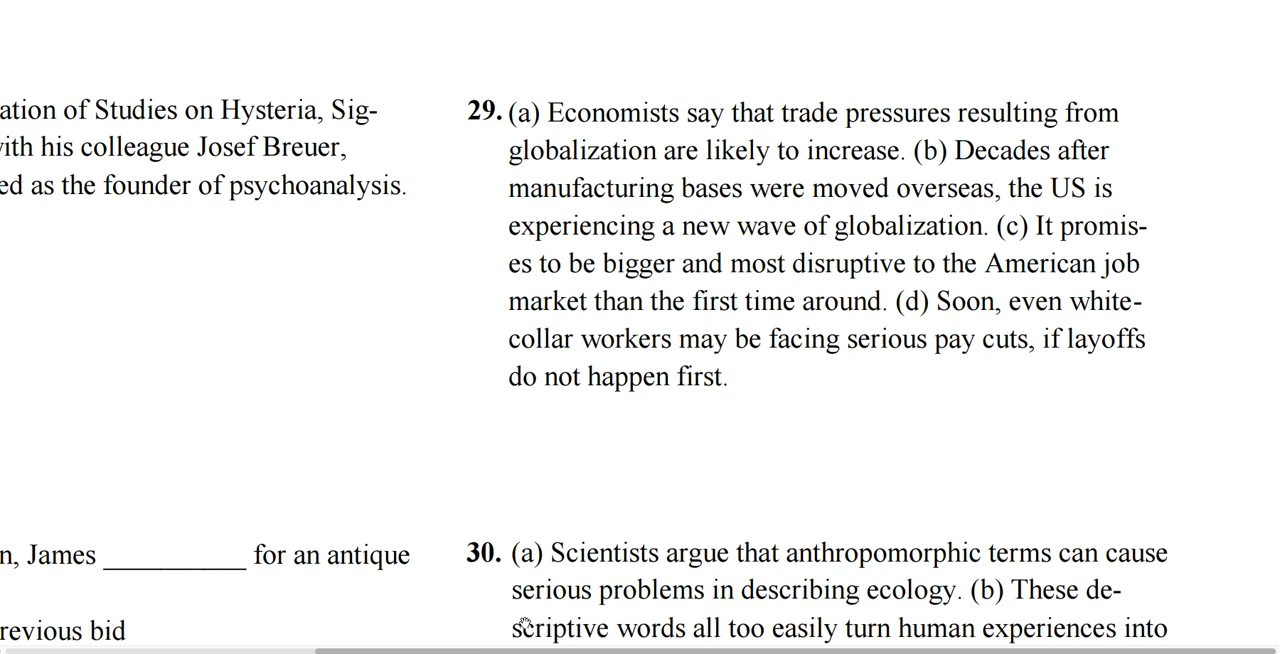 ation of Studies on Hysteria, Sig-
ith his colleague Josef Breuer,
ed as the founder of psychoanalysis.
n, James __________ for an antique
revious bid
29. (a) Economists say that trade pressures resulting from
globalization are likely to increase. (b) Decades after
manufacturing bases were moved overseas, the US is
experiencing a new wave of globalization. (c) It promis-
es to be bigger and most disruptive to the American job
market than the first time around. (d) Soon, even white-
collar workers may be facing serious pay cuts, if layoffs
do not happen first.
30. (a) Scientists argue that anthropomorphic terms can cause
serious problems in describing ecology. (b) These de-
scriptive words all too easily turn human experiences into